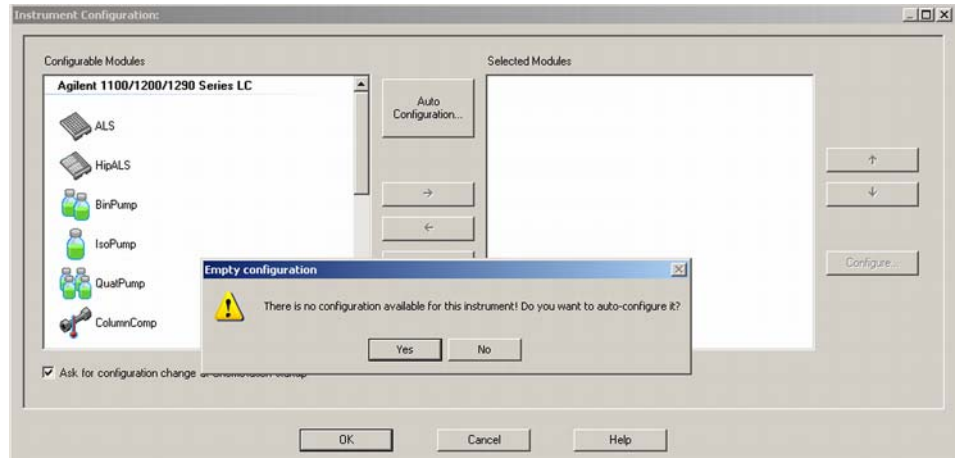 Instrument Configuration:
Configurable Modules
Selected Modules
Agilent 1100/1200/1290 Series LC
ALS
HipALS
BinPump
IsoPump
QuatPump
ColumnComp
Auto
Configuration...
→
←
↑
↓
Configure...
Empty configuration
There is no configuration available for this instrument! Do you want to auto-configure it?
Yes
No
Ask for configuration change
OK
Cancel
Help